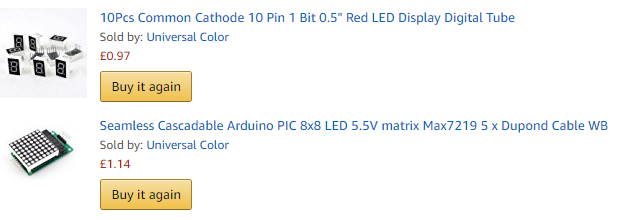 10Pcs Common Cathode 10 Pin 1 Bit 0.5" Red LED Display Digital Tube
Sold by: Universal Color
£0.97
Buy it again
Seamless Cascadable Arduino PIC 8x8 LED 5.5V matrix Max7219 5 x Dupond Cable WB
Sold by: Universal Color
£1.14
Buy it again